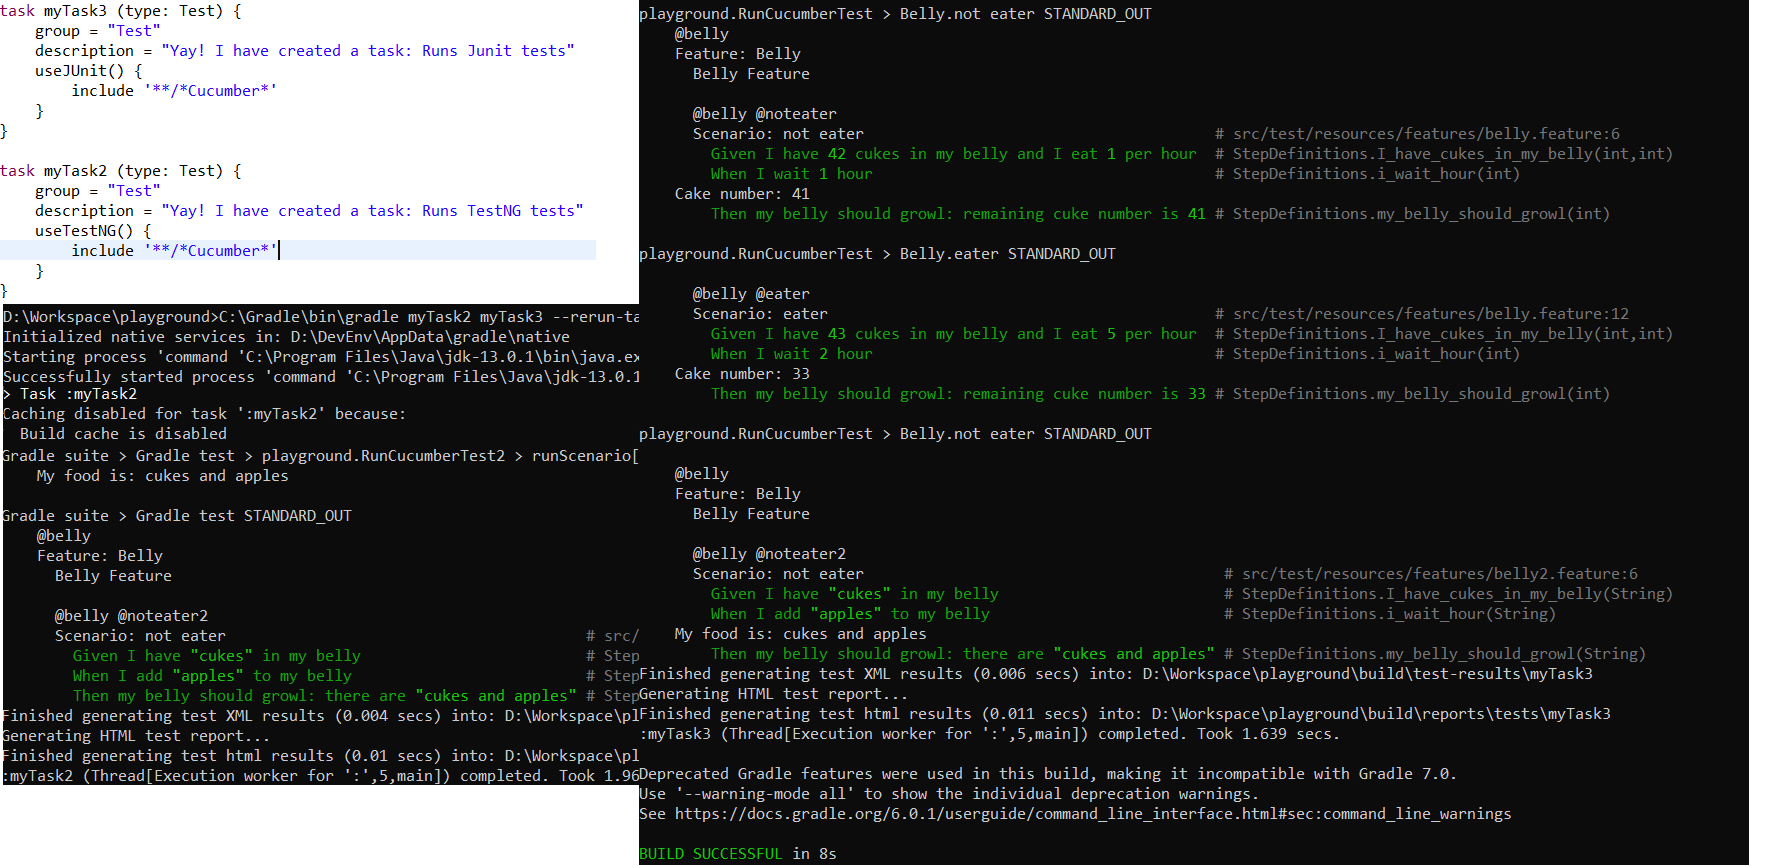 task myTask3 (type: Test) {
    group = "Test"
    description = "Yay! I have created a task: Runs Junit tests"
    useJUnit() {
        include '**/*Cucumber*'
    }
}
task myTask2 (type: Test) {
    group = "Test"
    description = "Yay! I have created a task: Runs TestNG tests"
    useTestNG() {
        include '**/*Cucumber*'
    }
}
D:\Workspace\playground>C:\Gradle\bin\gradle myTask2 myTask3 --rerun-ta
Initialized native services in: D:\DevEnv\AppData\gradle\native
Starting process 'command 'C:\Program Files\Java\jdk-13.0.1\bin\java.ex
Successfully started process 'command 'C:\Program Files\Java\jdk-13.0.1
> Task :myTask2
Caching disabled for task ':myTask2' because:
  Build cache is disabled
Gradle suite > Gradle test > playground.RunCucumberTest2 > runScenario[
    My food is: cukes and apples
Gradle suite > Gradle test STANDARD_OUT
    @belly
    Feature: Belly
      Belly Feature
      @belly @noteater2
      Scenario: not eater # src/
        Given I have "cukes" in my belly # Step
        When I add "apples" to my belly # Step
        Then my belly should growl: there are "cukes and apples" # Step
Finished generating test XML results (0.004 secs) into: D:\Workspace\pl
Generating HTML test report...
Finished generating test html results (0.01 secs) into: D:\Workspace\pl
:myTask2 (Thread[Execution worker for ':',5,main]) completed. Took 1.96
playground.RunCucumberTest > Belly.not eater STANDARD_OUT
    @belly
    Feature: Belly
      Belly Feature
      @belly @noteater
      Scenario: not eater # src/test/resources/features/belly.feature:6
        Given I have 42 cukes in my belly and I eat 1 per hour # StepDefinitions.I_have_cukes_in_my_belly(int,int)
        When I wait 1 hour # StepDefinitions.i_wait_hour(int)
    Cake number: 41
        Then my belly should growl: remaining cuke number is 41 # StepDefinitions.my_belly_should_growl(int)
playground.RunCucumberTest > Belly.eater STANDARD_OUT
      @belly @eater
      Scenario: eater # src/test/resources/features/belly.feature:12
        Given I have 43 cukes in my belly and I eat 5 per hour # StepDefinitions.I_have_cukes_in_my_belly(int,int)
        When I wait 2 hour # StepDefinitions.i_wait_hour(int)
    Cake number: 33
        Then my belly should growl: remaining cuke number is 33 # StepDefinitions.my_belly_should_growl(int)
playground.RunCucumberTest > Belly.not eater STANDARD_OUT
    @belly
    Feature: Belly
      Belly Feature
      @belly @noteater2
      Scenario: not eater # src/test/resources/features/belly2.feature:6
        Given I have "cukes" in my belly # StepDefinitions.I_have_cukes_in_my_belly(String)
        When I add "apples" to my belly # StepDefinitions.i_wait_hour(String)
    My food is: cukes and apples
        Then my belly should growl: there are "cukes and apples" # StepDefinitions.my_belly_should_growl(String)
Finished generating test XML results (0.006 secs) into: D:\Workspace\playground\build\test-results\myTask3
Generating HTML test report...
Finished generating test html results (0.011 secs) into: D:\Workspace\playground\build\reports\tests\myTask3
:myTask3 (Thread[Execution worker for ':',5,main]) completed. Took 1.639 secs.
Deprecated Gradle features were used in this build, making it incompatible with Gradle 7.0.
Use '--warning-mode all' to show the individual deprecation warnings.
See https://docs.gradle.org/6.0.1/userguide/command_line_interface.html#sec:command_line_warnings
BUILD SUCCESSFUL in 8s